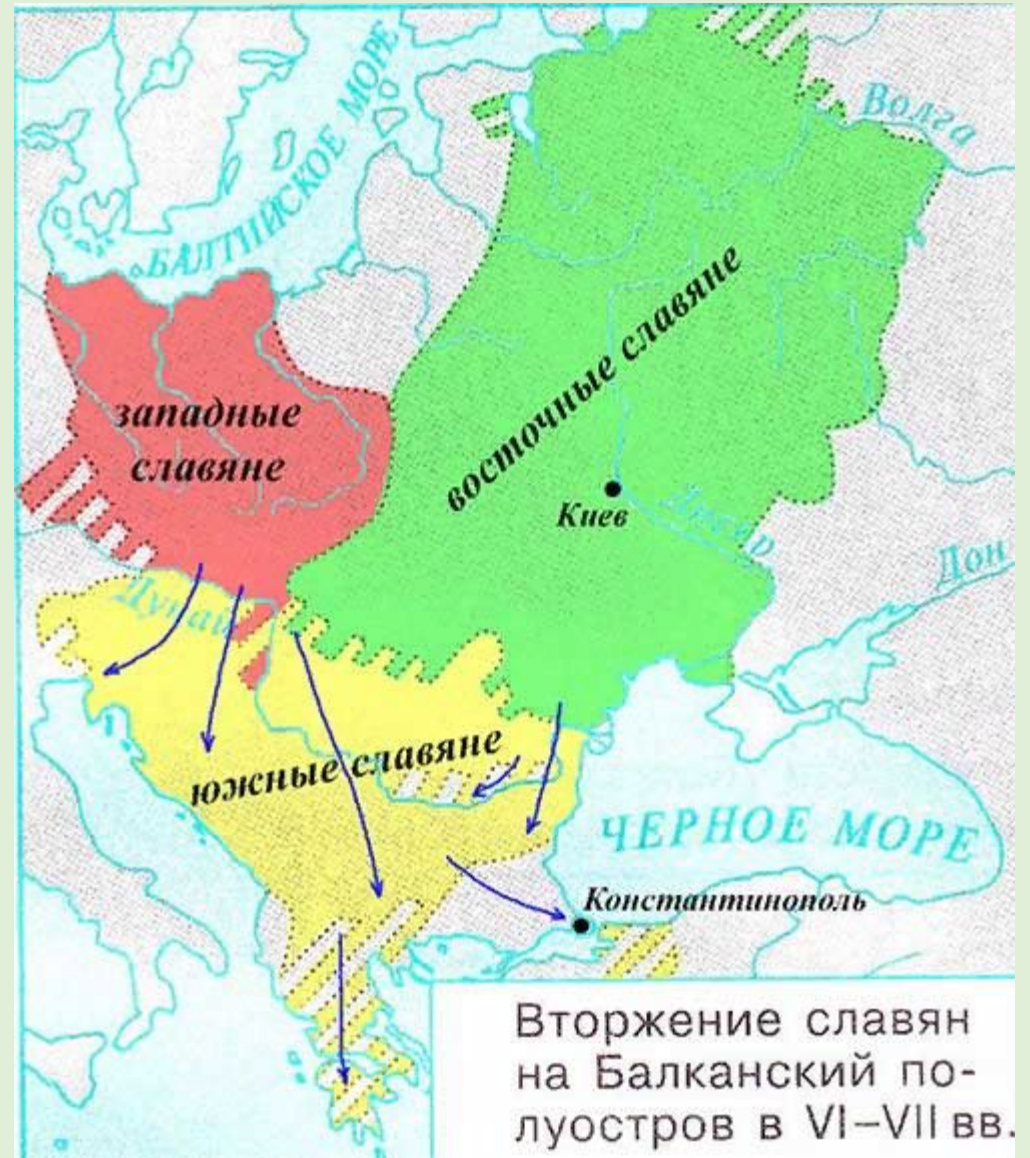 БАЛТИЙСКОЕ МОРЕ
Волга
западные
славяне
восточные славяне
Киев
Днепр
Дон
Дунай
южные славяне
ЧЕРНОЕ МОРЕ
Константинополь
Вторжение славян
на Балканский по-
луостров в VI–VII вв.